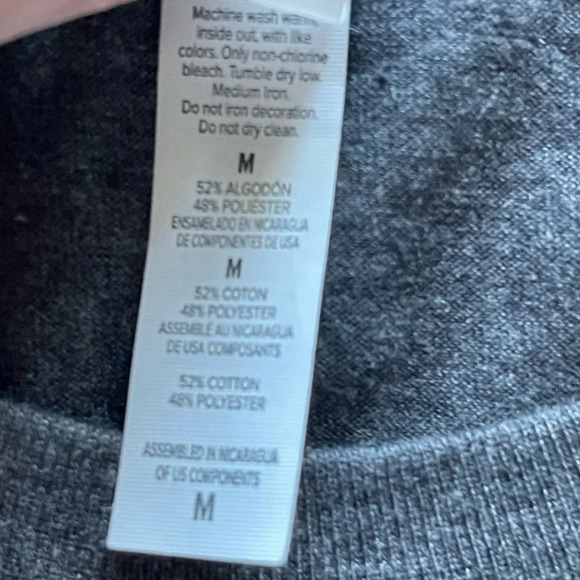 Machine wash warm,
inside out, with like
colors. Only non-chlorine
bleach. Tumble dry low.
Medium Iron.
Do not iron decoration.
Do not dry clean.
M
52% ALGODÓN
48% POLIÉSTER
ENSAMBLADO EN NICARAGUA
DE COMPONENTES DE USA
M
52% COTON
48% POLYESTER
ASSEMBLÉ AU NICARAGUA
DE USA COMPOSANTS
52% COTTON
48% POLYESTER
ASSEMBLED IN NICARAGUA
OF US COMPONENTS
M